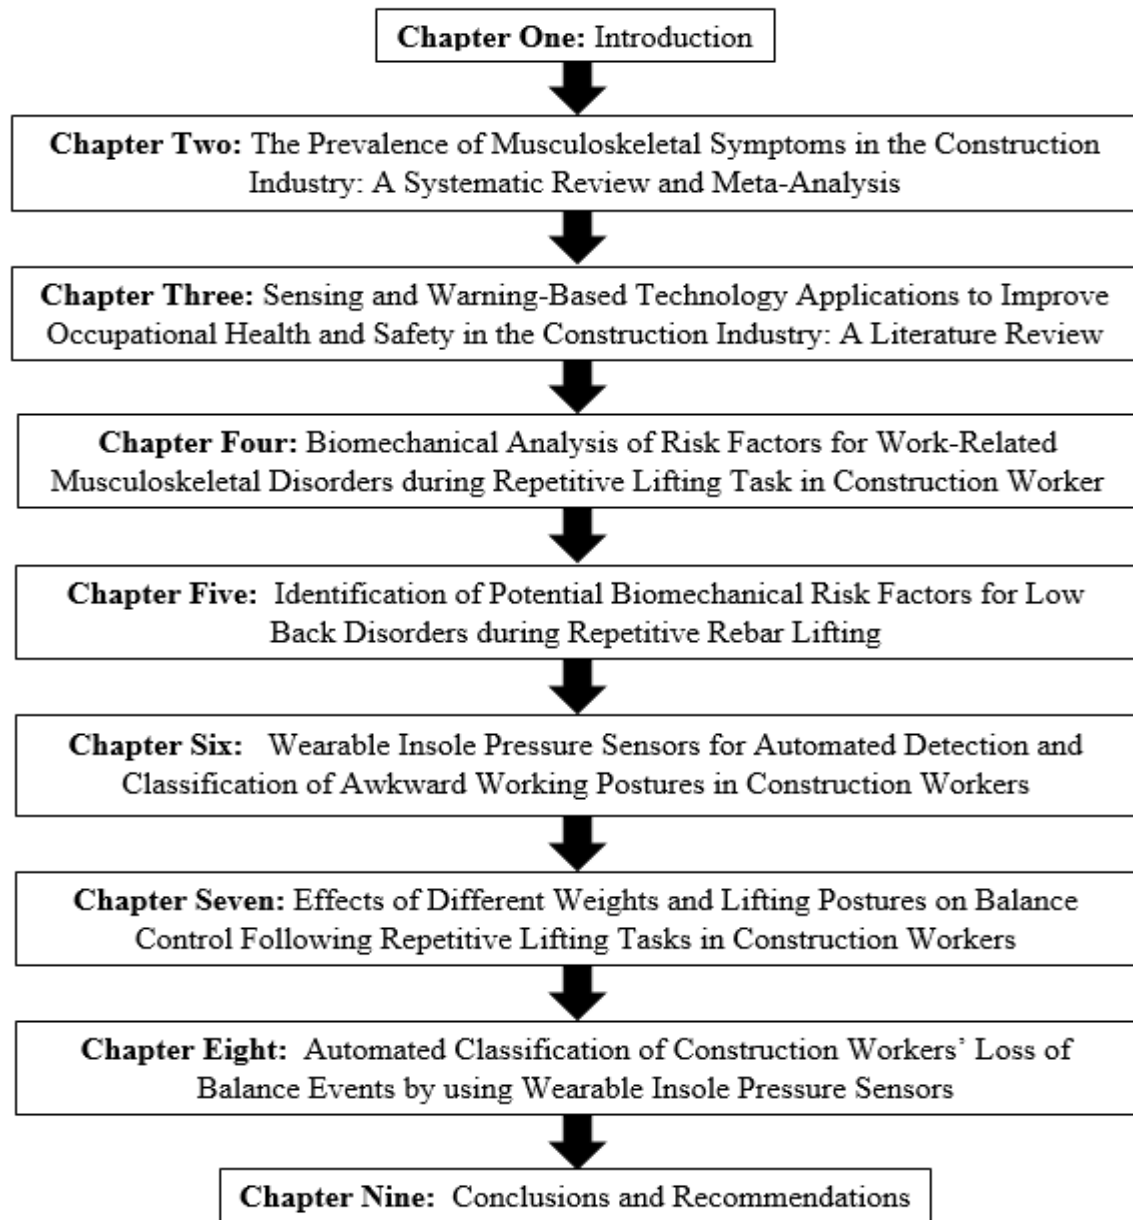 Chapter One: Introduction
Chapter Two: The Prevalence of Musculoskeletal Symptoms in the Construction
Industry: A Systematic Review and Meta-Analysis
Chapter Three: Sensing and Warning-Based Technology Applications to Improve
Occupational Health and Safety in the Construction Industry: A Literature Review
Chapter Four: Biomechanical Analysis of Risk Factors for Work-Related
Musculoskeletal Disorders during Repetitive Lifting Task in Construction Worker
Chapter Five: Identification of Potential Biomechanical Risk Factors for Low
Back Disorders during Repetitive Rebar Lifting
Chapter Six: Wearable Insole Pressure Sensors for Automated Detection and
Classification of Awkward Working Postures in Construction Workers
Chapter Seven: Effects of Different Weights and Lifting Postures on Balance
Control Following Repetitive Lifting Tasks in Construction Workers
Chapter Eight: Automated Classification of Construction Workers’ Loss of
Balance Events by using Wearable Insole Pressure Sensors
Chapter Nine: Conclusions and Recommendations